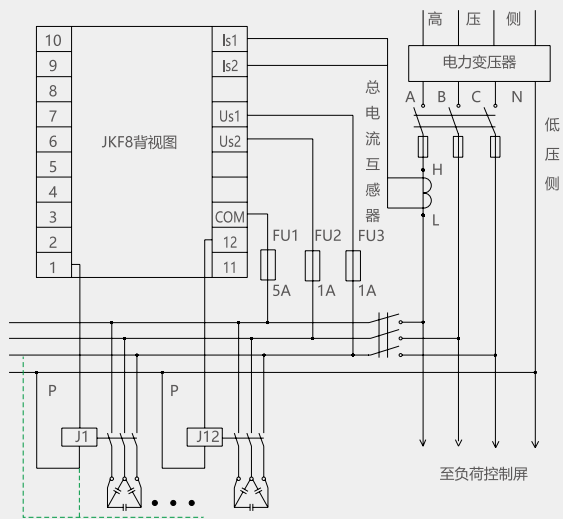 高 压 侧
电力变压器
A B C N
低压侧
总电流互感器
H
L
10
9
8
7
6
5
4
3
2
1
JKF8背视图
Is1
Is2
Us1
Us2
COM
12
11
FU1 FU2 FU3
5A 1A 1A
P P
J1 J12
至负荷控制屏